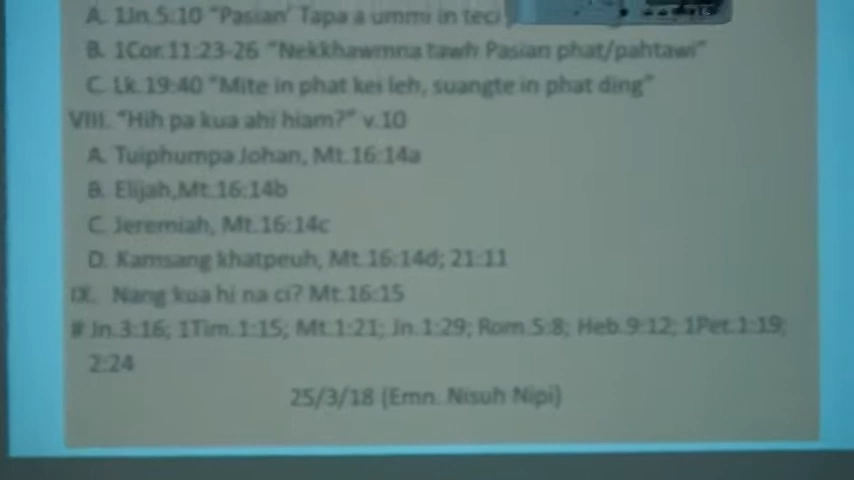 A. 1Jn.5:10 "Pasian' Tapa a ummi in teci
B. 1Cor.11:23-26 "Nekkhawmna tawh Pasian phat/pahtawi"
C. Lk.19:40 "Mite in phat kei leh, suangte in phat ding"
VIII. "Hih pa kua ahi hiam?" v.10
A. Tuiphumpa Johan, Mt.16:14a
B. Elijah,Mt.16:14b
C. Jeremiah, Mt.16:14c
D. Kamsang khatpeuh, Mt.16:14d; 21:11
IX. Nang kua hi na ci? Mt.16:15
# Jn.3:16; 1Tim.1:15; Mt.1:21; Jn.1:29; Rom.5:8; Heb.9:12; 1Pet.1:19;
2:24
25/3/18 (Emn. Nisuh Nipi)